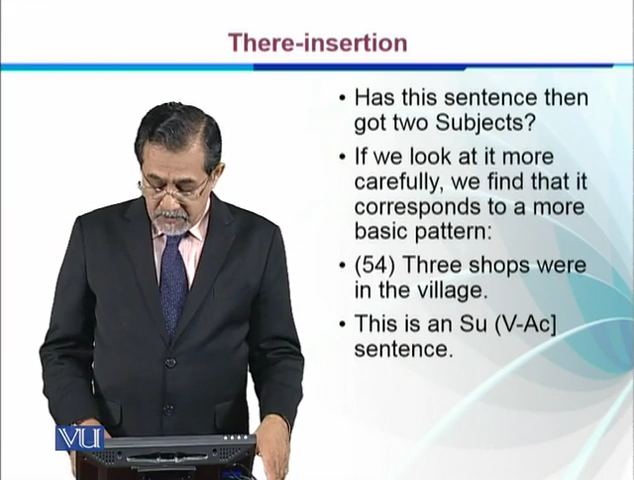 There-insertion
• Has this sentence then
got two Subjects?
• If we look at it more
carefully, we find that it
corresponds to a more
basic pattern:
• (54) Three shops were
in the village.
• This is an Su (V-Ac]
sentence.
VU